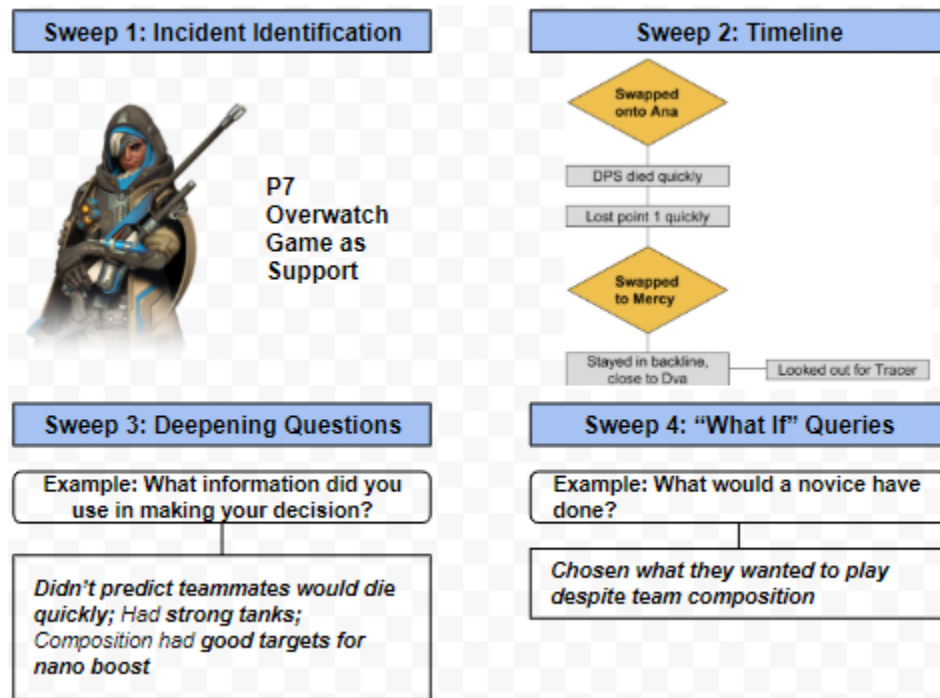 Sweep 1: Incident Identification
P7
Overwatch
Game as
Support
Sweep 2: Timeline
Swapped
onto Ana
DPS died quickly
Lost point 1 quickly
Swapped
to Mercy
Stayed in backline,
close to Dva
Looked out for Tracer
Sweep 3: Deepening Questions
Example: What information did you
use in making your decision?
Didn't predict teammates would die
quickly; Had strong tanks;
Composition had good targets for
nano boost
Sweep 4: “What If” Queries
Example: What would a novice have
done?
Chosen what they wanted to play
despite team composition